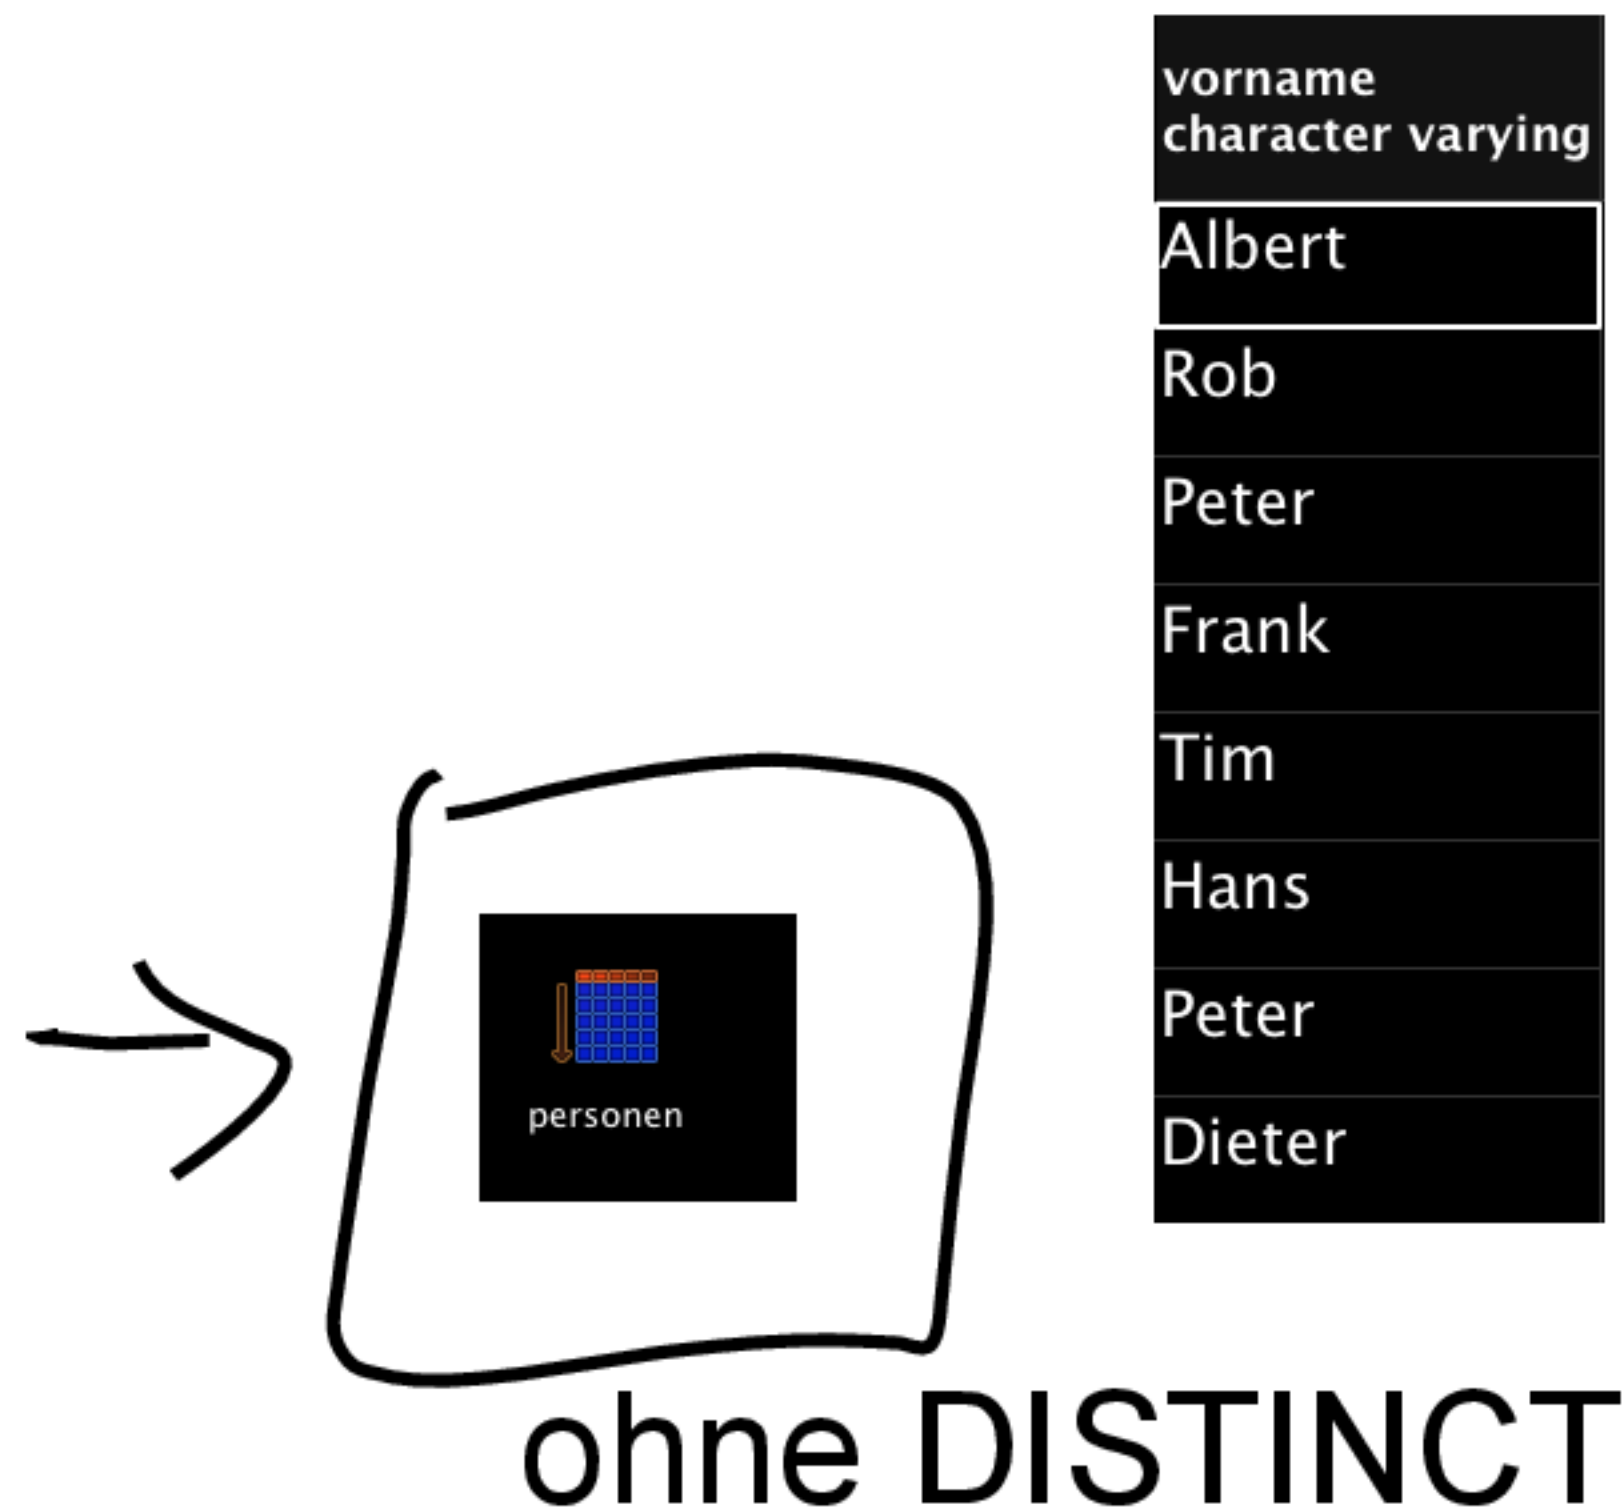 vorname
character varying
Albert
Rob
Peter
Frank
Tim
Hans
Peter
Dieter
personen
ohne DISTINCT